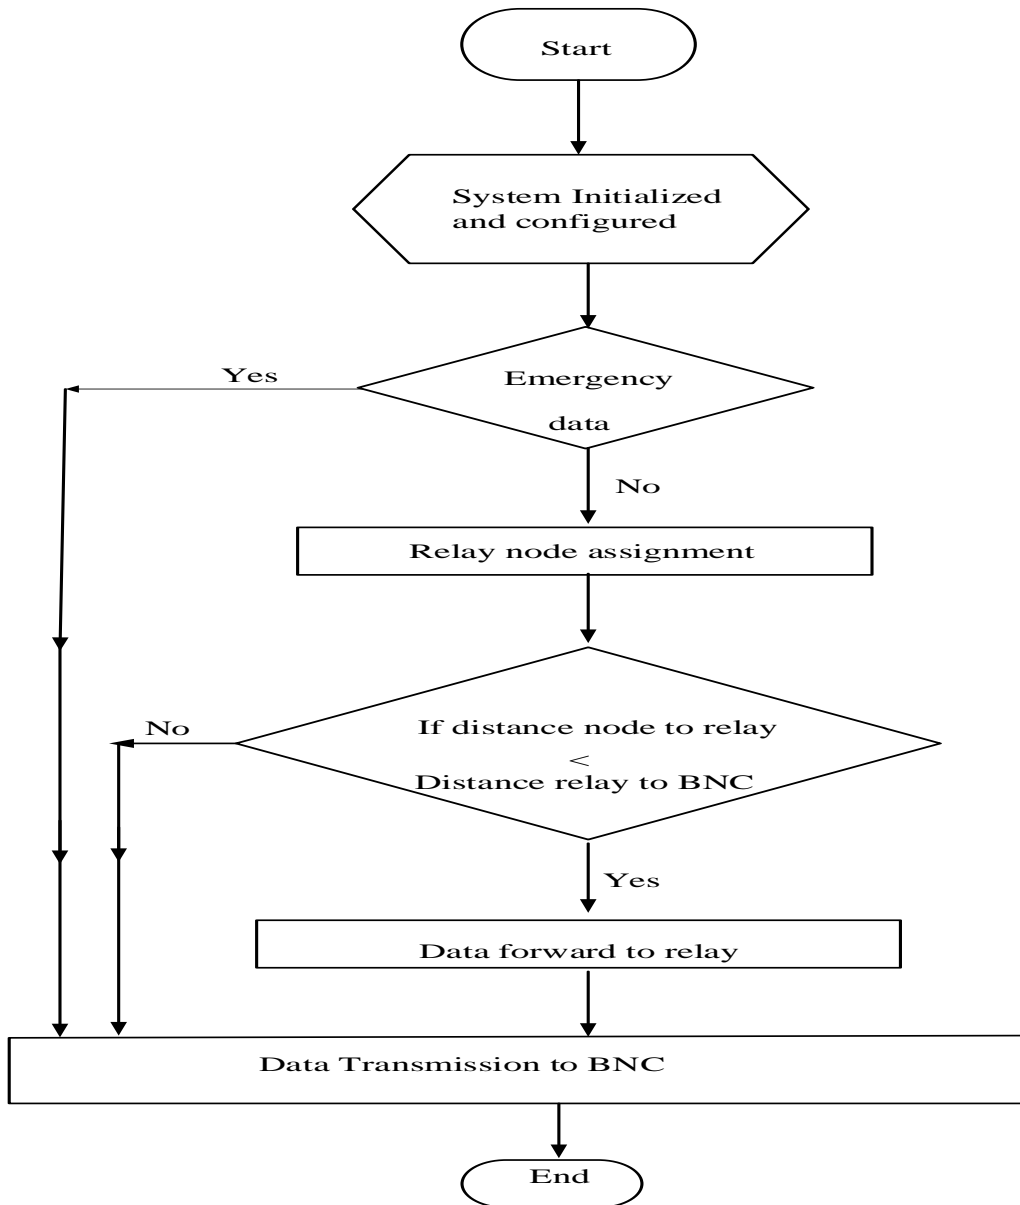 Start
System Initialized
and configured
Yes
Emergency
data
No
Relay node assignment
No
If distance node to relay
<
Distance relay to BNC
Yes
Data forward to relay
Data Transmission to BNC
End